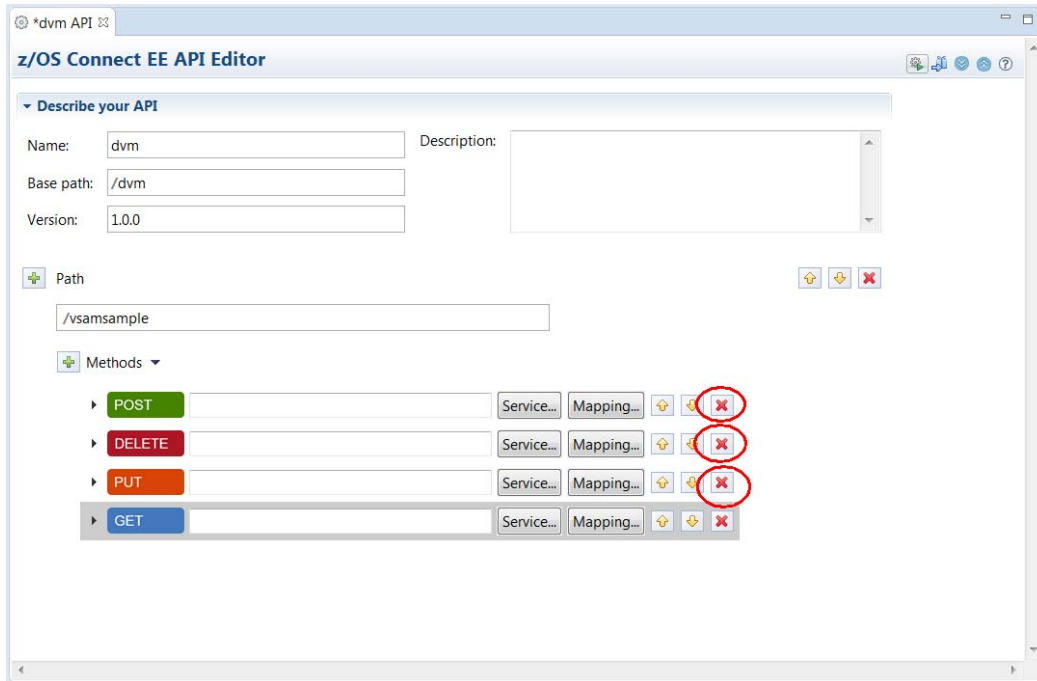 *dvm API
z/OS Connect EE API Editor
Describe your API
Name: dvm
Description:
Base path: /dvm
Version: 1.0.0
Path
/vsamsample
Methods
POST Service... Mapping...
DELETE Service... Mapping...
PUT Service... Mapping...
GET Service... Mapping...